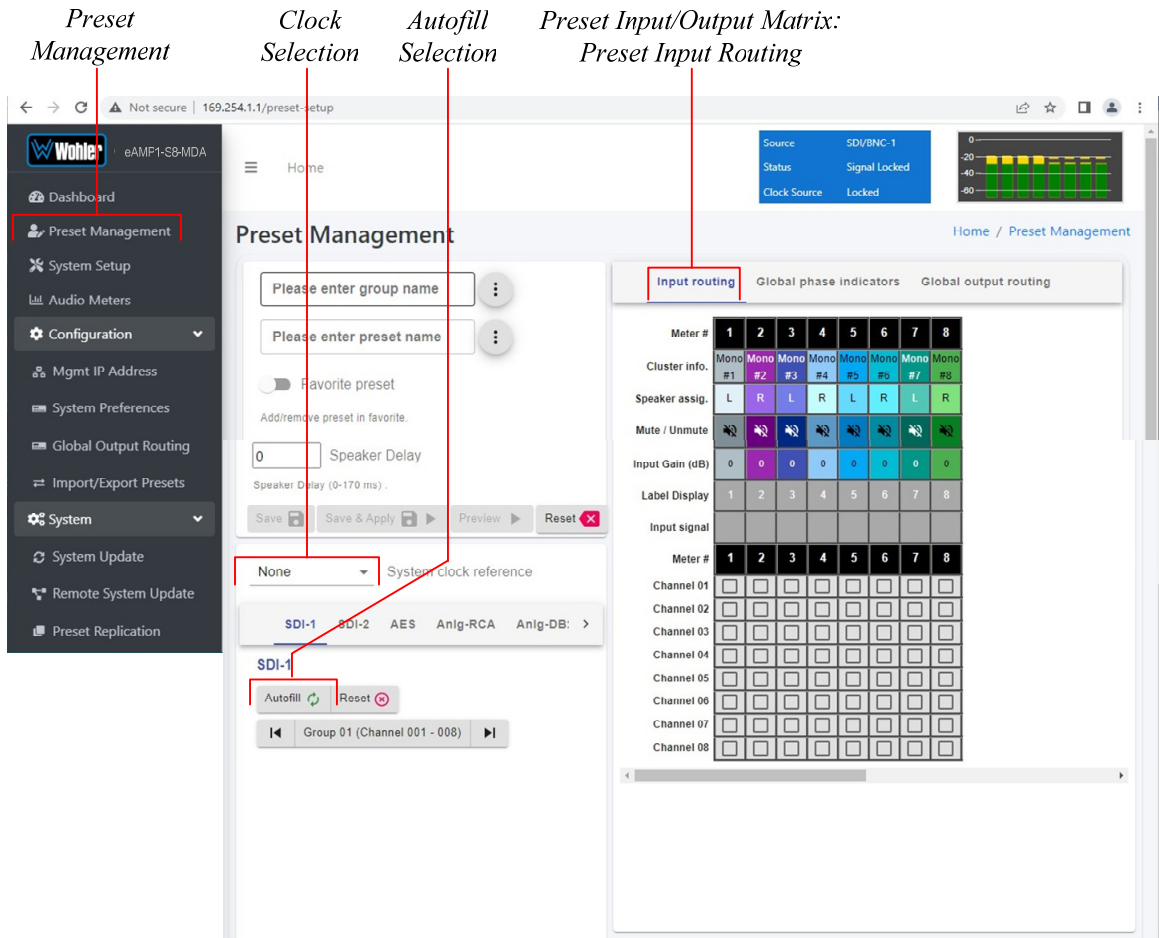 Preset
Management
Clock
Selection
Autofill
Selection
Preset Input/Output Matrix:
Preset Input Routing
Not secure | 169.254.1.1/preset-setup
Wohler eAMP1-S8-MDA
Dashboard
Preset Management
System Setup
Audio Meters
Configuration
Mgmt IP Address
System Preferences
Global Output Routing
Import/Export Presets
System
System Update
Remote System Update
Preset Replication
Home
Source SDI/BNC-1
Status Signal Locked
Clock Source Locked
0
-20
-40
-60
Preset Management
Home / Preset Management
Please enter group name
Please enter preset name
Favorite preset
Add/remove preset in favorite.
0 Speaker Delay
Speaker Delay (0-170 ms) .
Save Save & Apply Preview Reset
None System clock reference
SDI-1 SDI-2 AES Anlg-RCA Anlg-DB:
SDI-1
Autofill Reset
Group 01 (Channel 001 - 008)
Input routing Global phase indicators Global output routing
Meter # 1 2 3 4 5 6 7 8
Cluster info. Mono #1 Mono #2 Mono #3 Mono #4 Mono #5 Mono #6 Mono #7 Mono #8
Speaker assig. L R L R L R L R
Mute / Unmute
Input Gain (dB) 0 0 0 0 0 0 0 0
Label Display 1 2 3 4 5 6 7 8
Input signal
Meter # 1 2 3 4 5 6 7 8
Channel 01
Channel 02
Channel 03
Channel 04
Channel 05
Channel 06
Channel 07
Channel 08